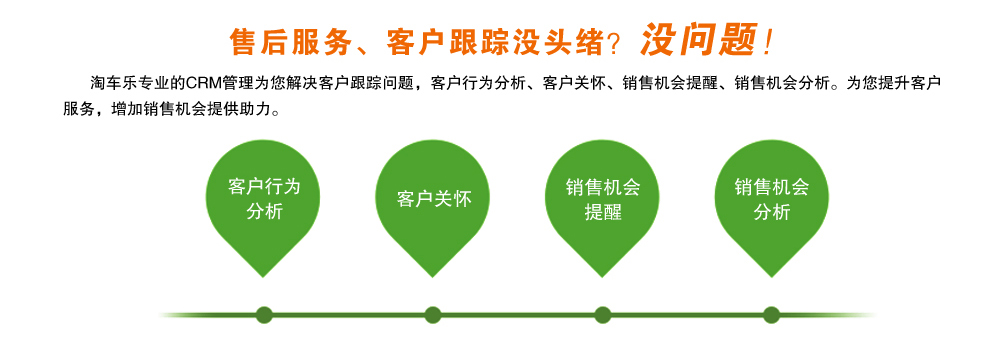 售后服务、客户跟踪没头绪？没问题！
淘车乐专业的CRM管理为您解决客户跟踪问题，客户行为分析、客户关怀、销售机会提醒、销售机会分析。为您提升客户
服务，增加销售机会提供助力。
客户行为
分析
客户关怀
销售机会
提醒
销售机会
分析